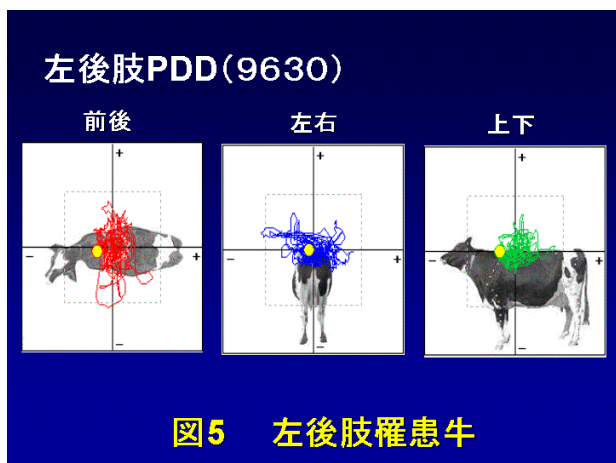 左後肢PDD(9630)
前後 左右 上下
+ + +
− + − + − +
− − −
図5 左後肢罹患牛